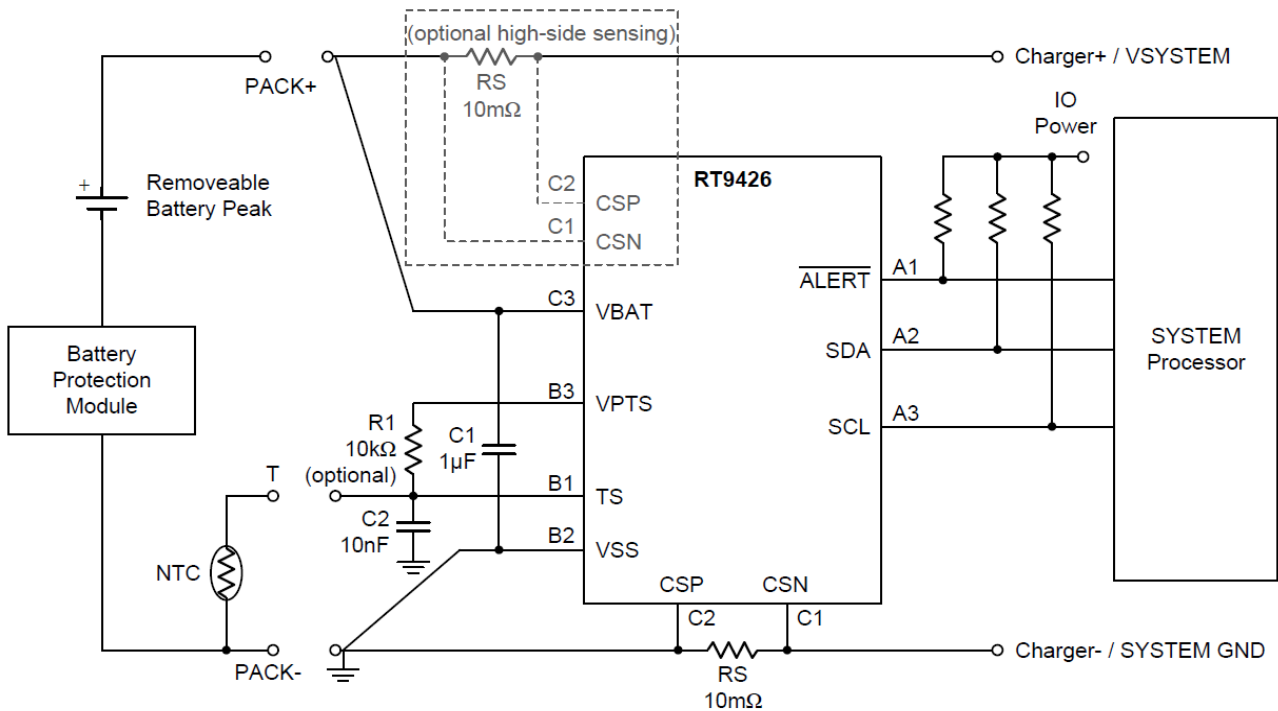 (optional high-side sensing)
PACK+
RS
10mΩ
Charger+ / VSYSTEM
IO
Power
+
Removeable
Battery Peak
C2
CSP
C1
CSN
RT9426
ALERT
A1
C3
VBAT
SDA
A2
SYSTEM
Processor
Battery
Protection
Module
B3
VPTS
R1
10kΩ
(optional)
C1
1µF
SCL
A3
T
B1
TS
C2
10nF
B2
VSS
NTC
CSP
CSN
C2
C1
PACK-
RS
10mΩ
Charger- / SYSTEM GND